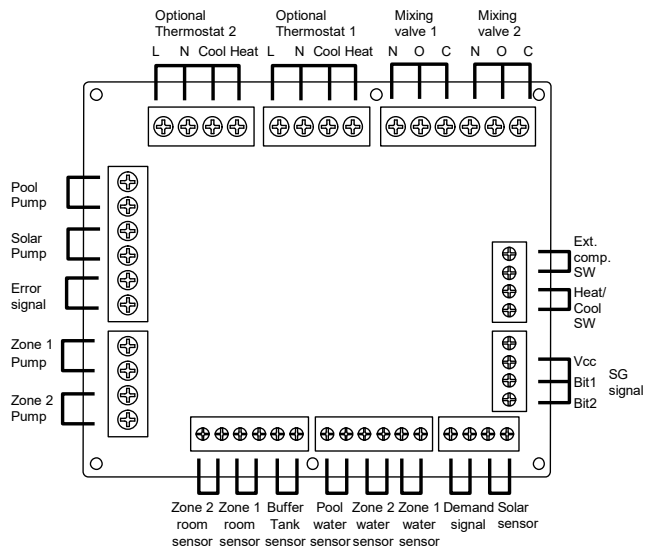 Optional Thermostat 2
L N Cool Heat
Optional Thermostat 1
L N Cool Heat
Mixing valve 1
N O C
Mixing valve 2
N O C
Pool Pump
Solar Pump
Error signal
Zone 1 Pump
Zone 2 Pump
Ext. comp. SW
Heat/ Cool SW
Vcc
Bit1
Bit2
SG signal
Zone 2 room sensor
Zone 1 room sensor
Buffer Tank sensor
Pool water sensor
Zone 2 water sensor
Zone 1 water sensor
Demand signal
Solar sensor